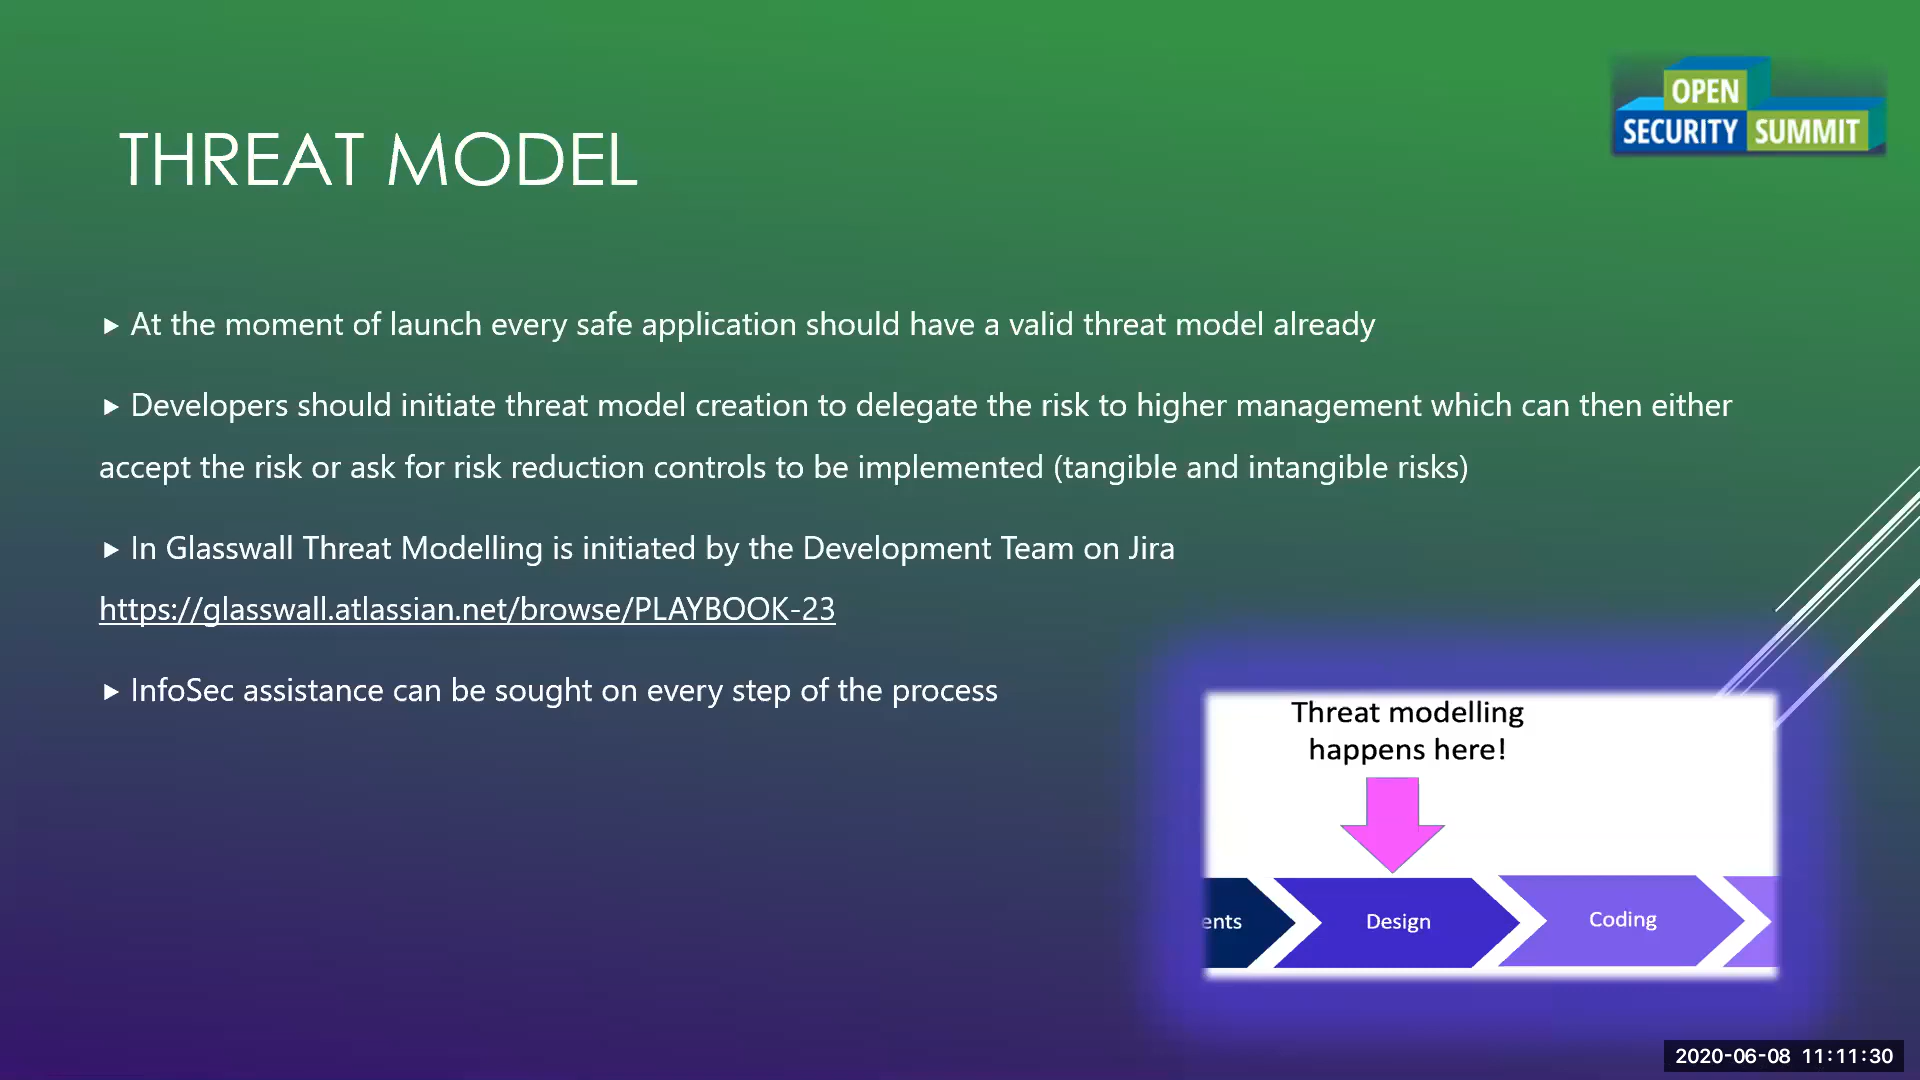 OPEN
SECURITY SUMMIT
THREAT MODEL
At the moment of launch every safe application should have a valid threat model already
Developers should initiate threat model creation to delegate the risk to higher management which can then either
accept the risk or ask for risk reduction controls to be implemented (tangible and intangible risks)
In Glasswall Threat Modelling is initiated by the Development Team on Jira
https://glasswall.atlassian.net/browse/PLAYBOOK-23
InfoSec assistance can be sought on every step of the process
Threat modelling
happens here!
ents
Design
Coding
2020-06-08 11:11:30